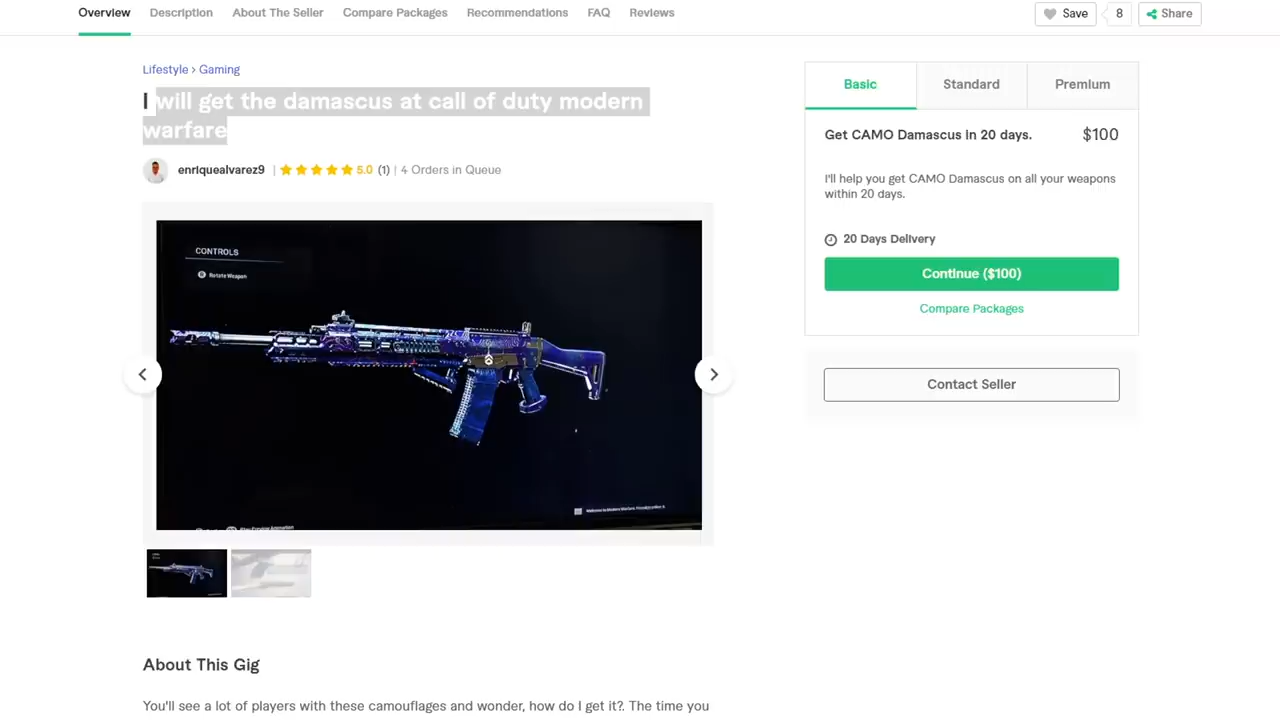 Overview Description About The Seller Compare Packages Recommendations FAQ Reviews Save 8 Share
Lifestyle › Gaming
I will get the damascus at call of duty modern
warfare
enriquealvarez9 | 5.0 (1) | 4 Orders in Queue
CONTROLS
Rotate Weapon
About This Gig
You'll see a lot of players with these camouflages and wonder, how do I get it?. The time you
Basic Standard Premium
Get CAMO Damascus in 20 days. $100
I'll help you get CAMO Damascus on all your weapons
within 20 days.
20 Days Delivery
Continue ($100)
Compare Packages
Contact Seller